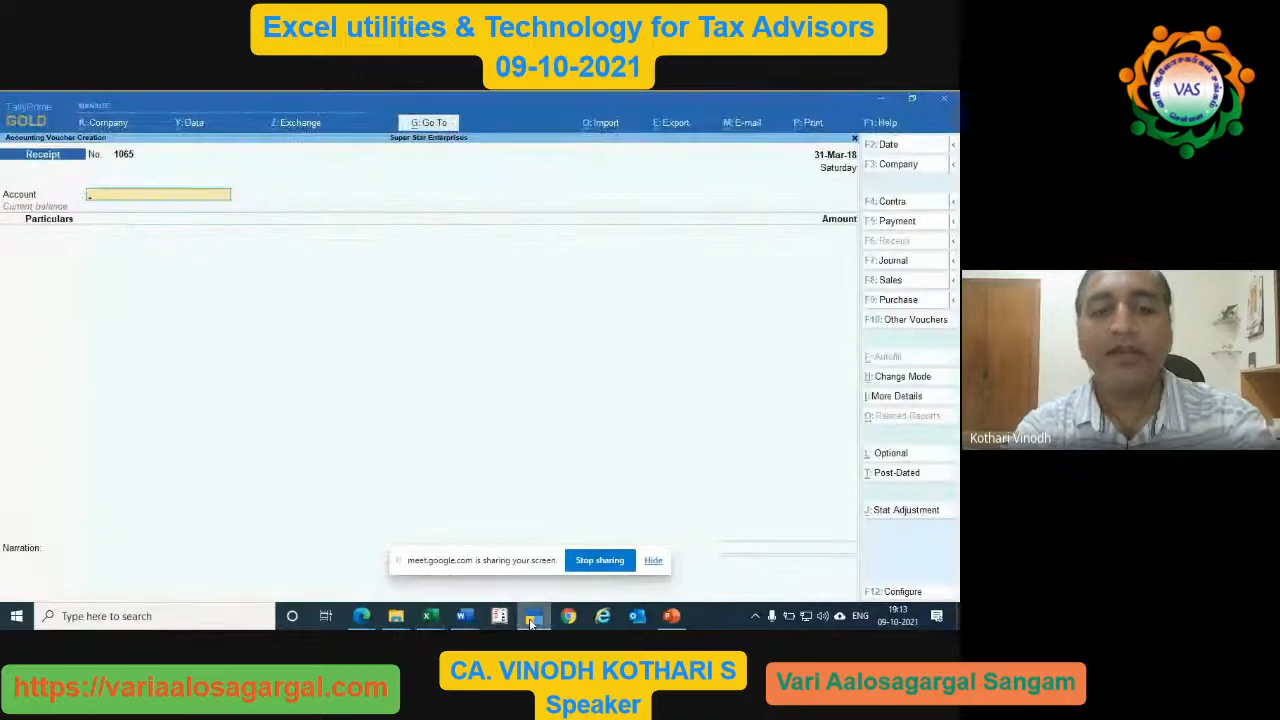 Excel utilities & Technology for Tax Advisors
09-10-2021
VAS
TallyPrime
GOLD
MANAGE
K: Company
Y: Data
Z: Exchange
G: Go To
O: Import
E: Export
M: E-mail
P: Print
F1: Help
Accounting Voucher Creation
Super Star Enterprises
Receipt
No. 1065
31-Mar-18
Saturday
Account
Current balance
Particulars
Amount
F2: Date
F3: Company
F4: Contra
F5: Payment
F6: Receipt
F7: Journal
F8: Sales
F9: Purchase
F10: Other Vouchers
F: Autofill
H: Change Mode
I: More Details
O: Related Reports
L: Optional
T: Post-Dated
J: Stat Adjustment
F12: Configure
Narration:
meet.google.com is sharing your screen.
Stop sharing
Hide
Kothari Vinodh
Type here to search
ENG
19:13
09-10-2021
https://variaalosagargal.com
CA. VINODH KOTHARI S
Speaker
Vari Aalosagargal Sangam